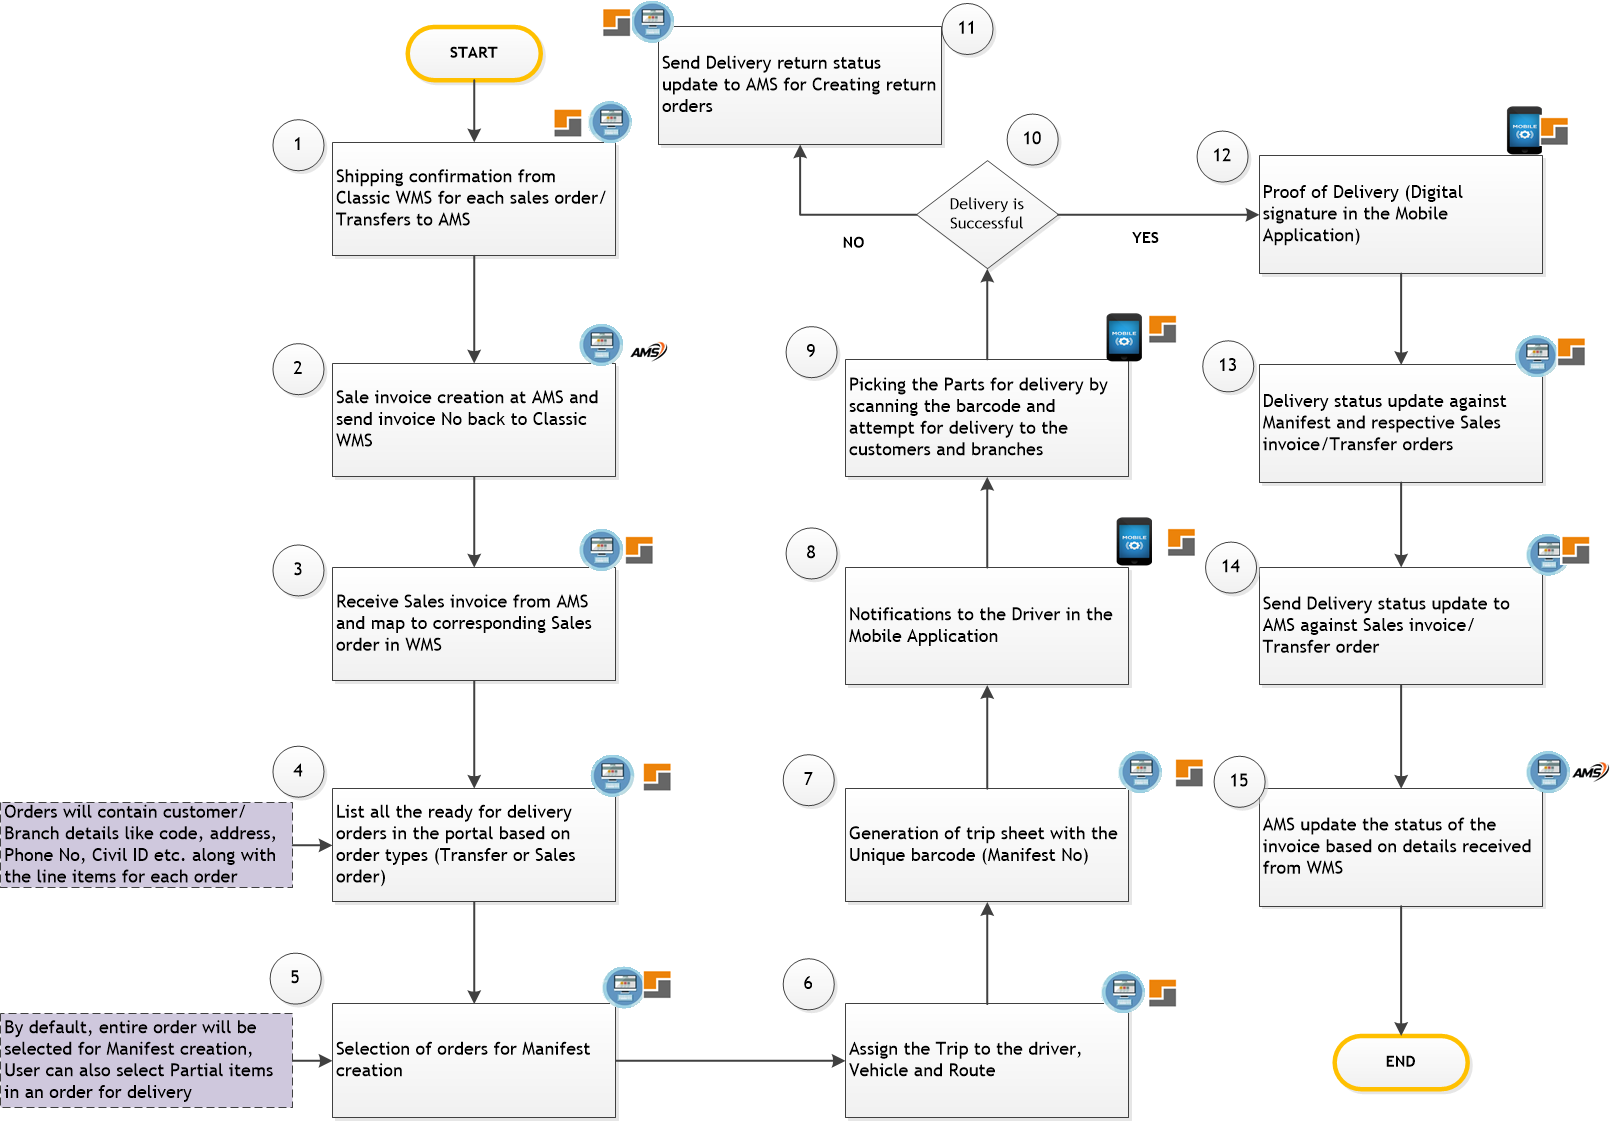 START
1
Shipping confirmation from
Classic WMS for each sales order/
Transfers to AMS
2
AMS
Sale invoice creation at AMS and
send invoice No back to Classic
WMS
3
Receive Sales invoice from AMS
and map to corresponding Sales
order in WMS
4
List all the ready for delivery
orders in the portal based on
order types (Transfer or Sales
order)
Orders will contain customer/
Branch details like code, address,
Phone No, Civil ID etc. along with
the line items for each order
5
Selection of orders for Manifest
creation
By default, entire order will be
selected for Manifest creation,
User can also select Partial items
in an order for delivery
6
Assign the Trip to the driver,
Vehicle and Route
7
Generation of trip sheet with the
Unique barcode (Manifest No)
8
MOBILE
Notifications to the Driver in the
Mobile Application
9
MOBILE
Picking the Parts for delivery by
scanning the barcode and
attempt for delivery to the
customers and branches
10
Delivery is
Successful
NO
YES
11
Send Delivery return status
update to AMS for Creating return
orders
12
MOBILE
Proof of Delivery (Digital
signature in the Mobile
Application)
13
Delivery status update against
Manifest and respective Sales
invoice/Transfer orders
14
Send Delivery status update to
AMS against Sales invoice/
Transfer order
15
AMS
AMS update the status of the
invoice based on details received
from WMS
END